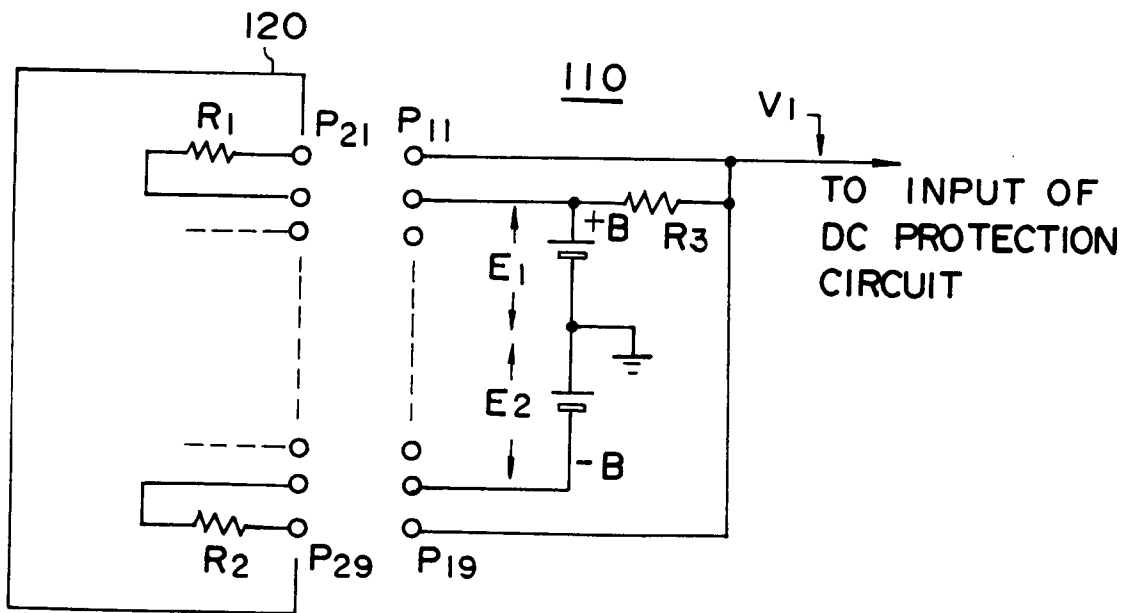 120
110
R1
P21
P11
V1
TO INPUT OF
DC PROTECTION
CIRCUIT
+B
R3
E1
E2
-B
R2
P29
P19